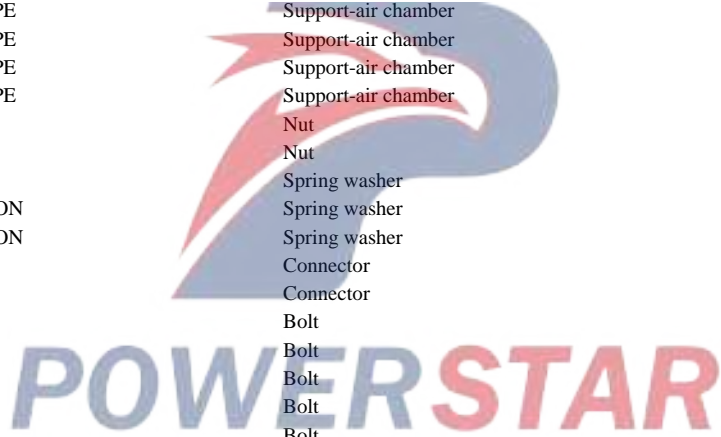 PE Support-air chamber
PE Support-air chamber
PE Support-air chamber
PE Support-air chamber
Nut
Nut
Spring washer
ON Spring washer
ON Spring washer
Connector
Connector
Bolt
Bolt
Bolt
Bolt
Bolt
POWERSTAR